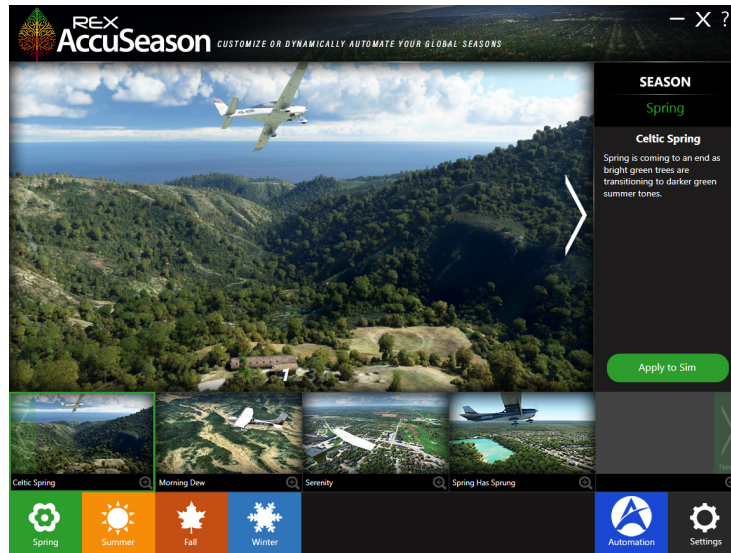 REX
AccuSeason
CUSTOMIZE OR DYNAMICALLY AUTOMATE YOUR GLOBAL SEASONS
— X ?
SEASON
Spring
Celtic Spring
Spring is coming to an end as
bright green trees are
transitioning to darker green
summer tones.
Apply to Sim
Celtic Spring
Morning Dew
Serenity
Spring Has Sprung
Spring
Summer
Fall
Winter
Automation
Settings